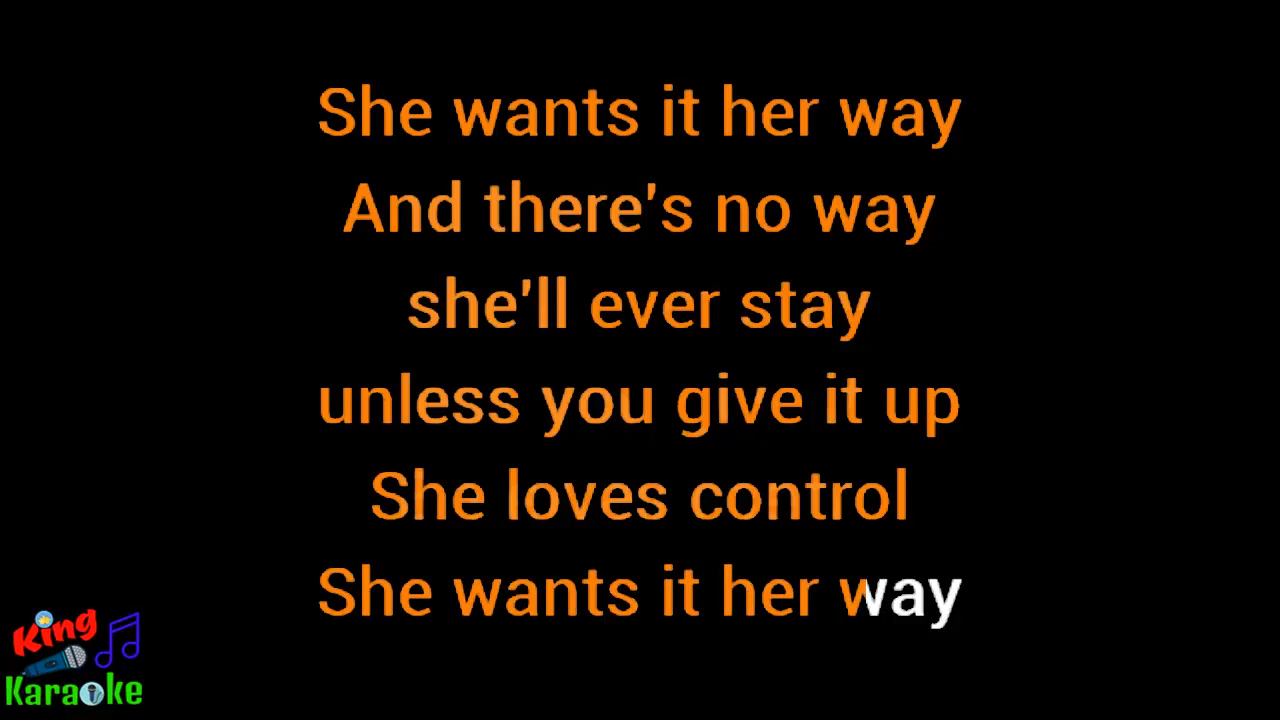 She wants it her way
And there's no way
she'll ever stay
unless you give it up
She loves control
She wants it her way
King
Karaoke